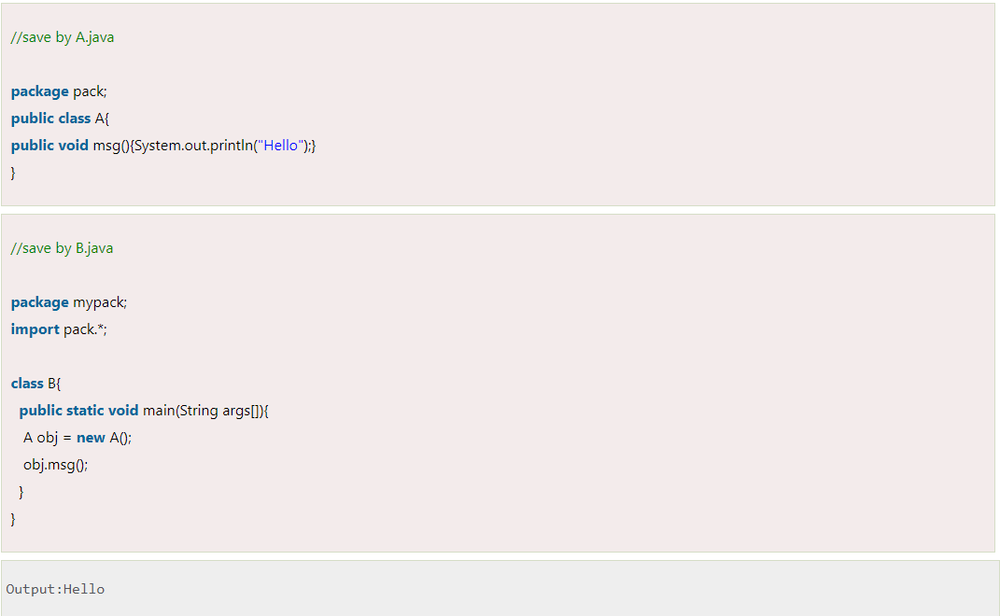 //save by A.java
package pack;
public class A{
public void msg(){System.out.println("Hello");}
}
//save by B.java
package mypack;
import pack.*;
class B{
public static void main(String args[]){
A obj = new A();
obj.msg();
}
}
Output:Hello